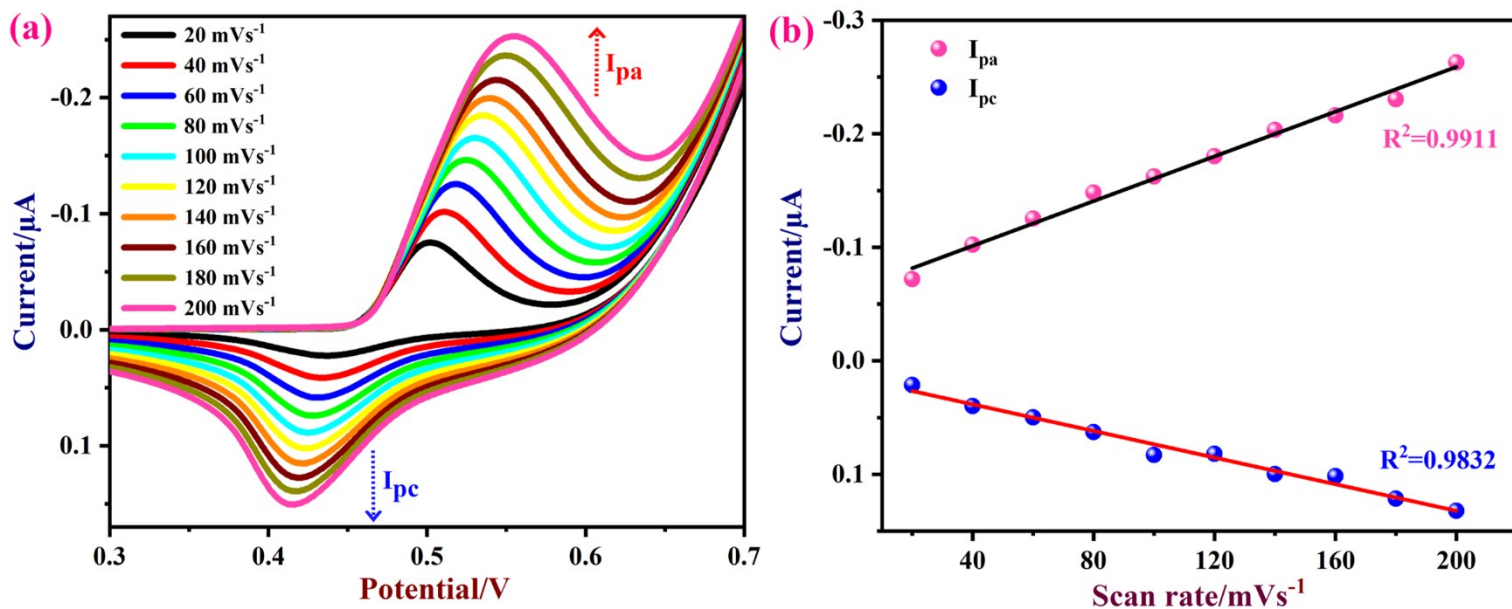 (a)
20 mVs⁻¹
40 mVs⁻¹
60 mVs⁻¹
80 mVs⁻¹
100 mVs⁻¹
120 mVs⁻¹
140 mVs⁻¹
160 mVs⁻¹
180 mVs⁻¹
200 mVs⁻¹
Ipa
Ipc
-0.2
-0.1
0.0
0.1
Current/µA
0.3 0.4 0.5 0.6 0.7
Potential/V
(b)
Ipa
Ipc
R²=0.9911
R²=0.9832
-0.3
-0.2
-0.1
0.0
0.1
Current/µA
40 80 120 160 200
Scan rate/mVs⁻¹